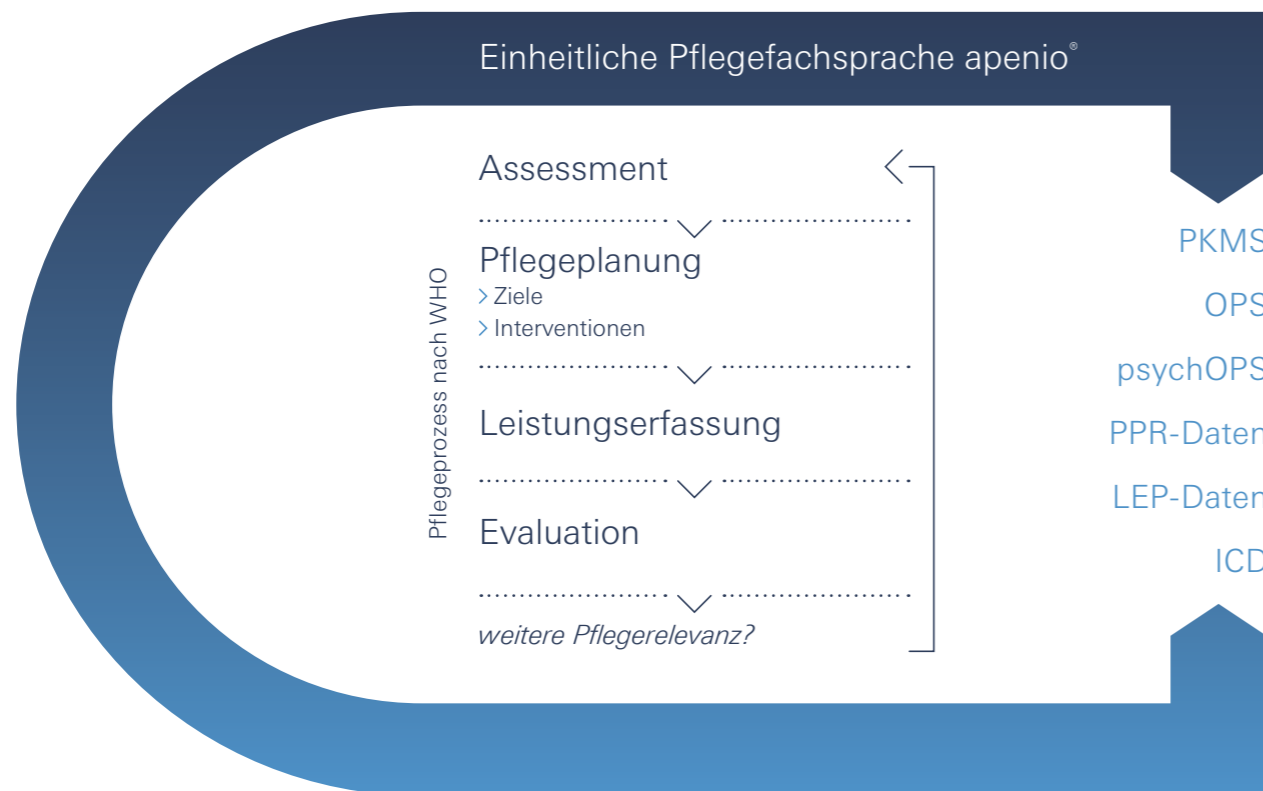 Einheitliche Pflegefachsprache apenio®
Pflegeprozess nach WHO
Assessment
Pflegeplanung
> Ziele
> Interventionen
Leistungserfassung
Evaluation
weitere Pflegerelevanz?
PKMS
OPS
psychOPS
PPR-Daten
LEP-Daten
ICD